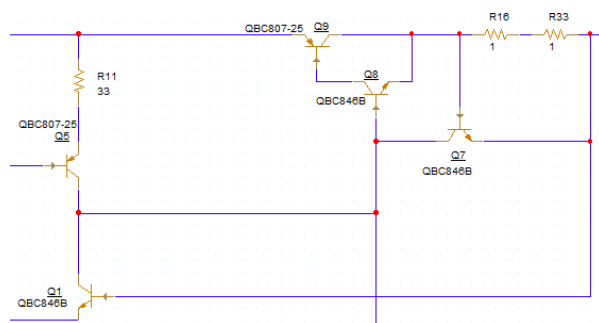 QBC807-25 Q9
R16 R33
1 1
Q8
QBC846B
R11
33
QBC807-25
Q5
Q7
QBC846B
Q1
QBC846B